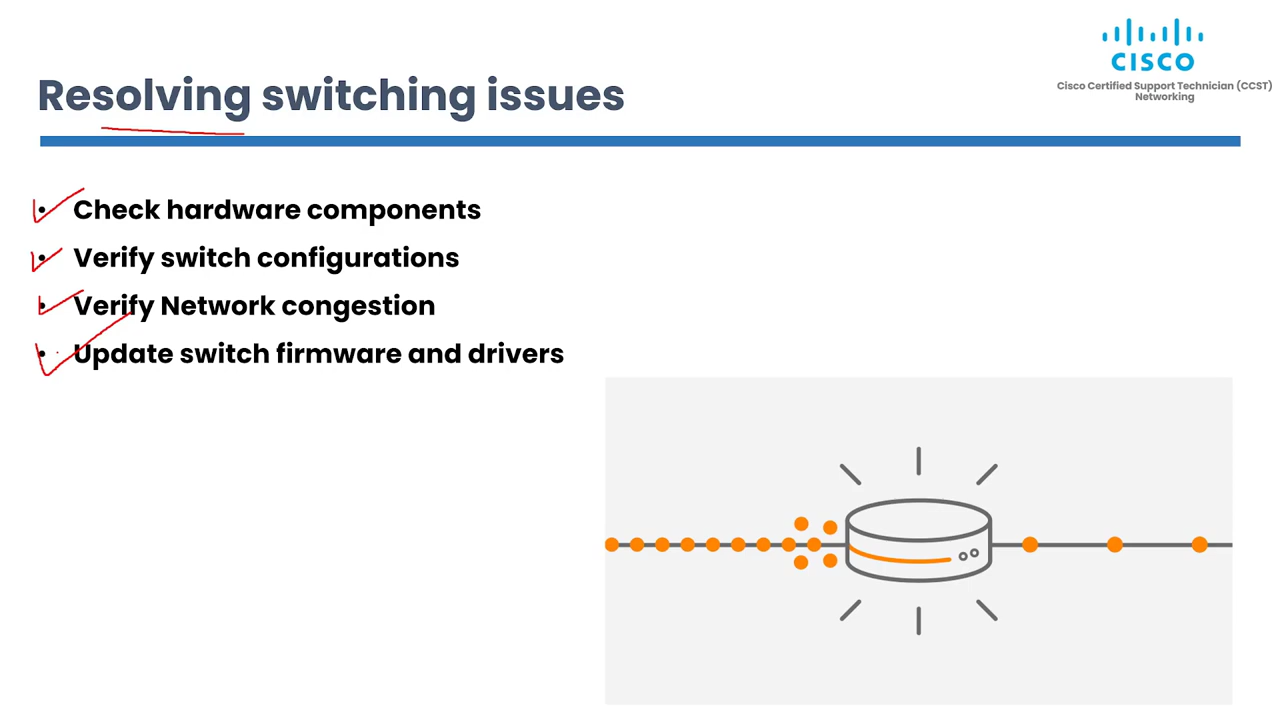 CISCO
Cisco Certified Support Technician (CCST)
Networking
Resolving switching issues
• Check hardware components
• Verify switch configurations
• Verify Network congestion
• Update switch firmware and drivers